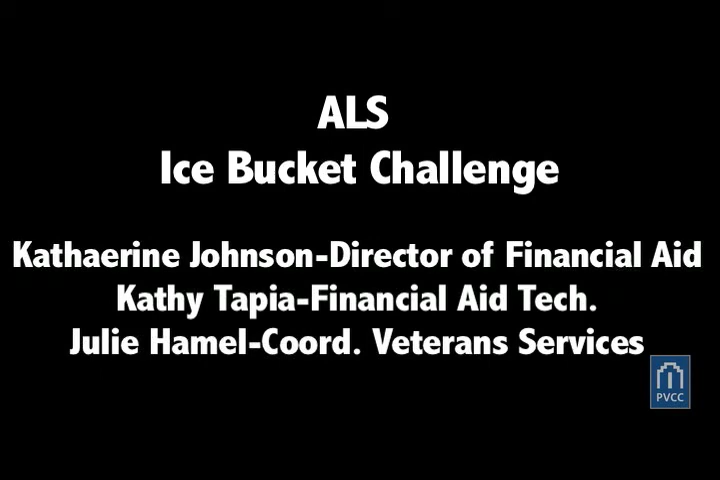 ALS
Ice Bucket Challenge
Kathaerine Johnson-Director of Financial Aid
Kathy Tapia-Financial Aid Tech.
Julie Hamel-Coord. Veterans Services
PVCC